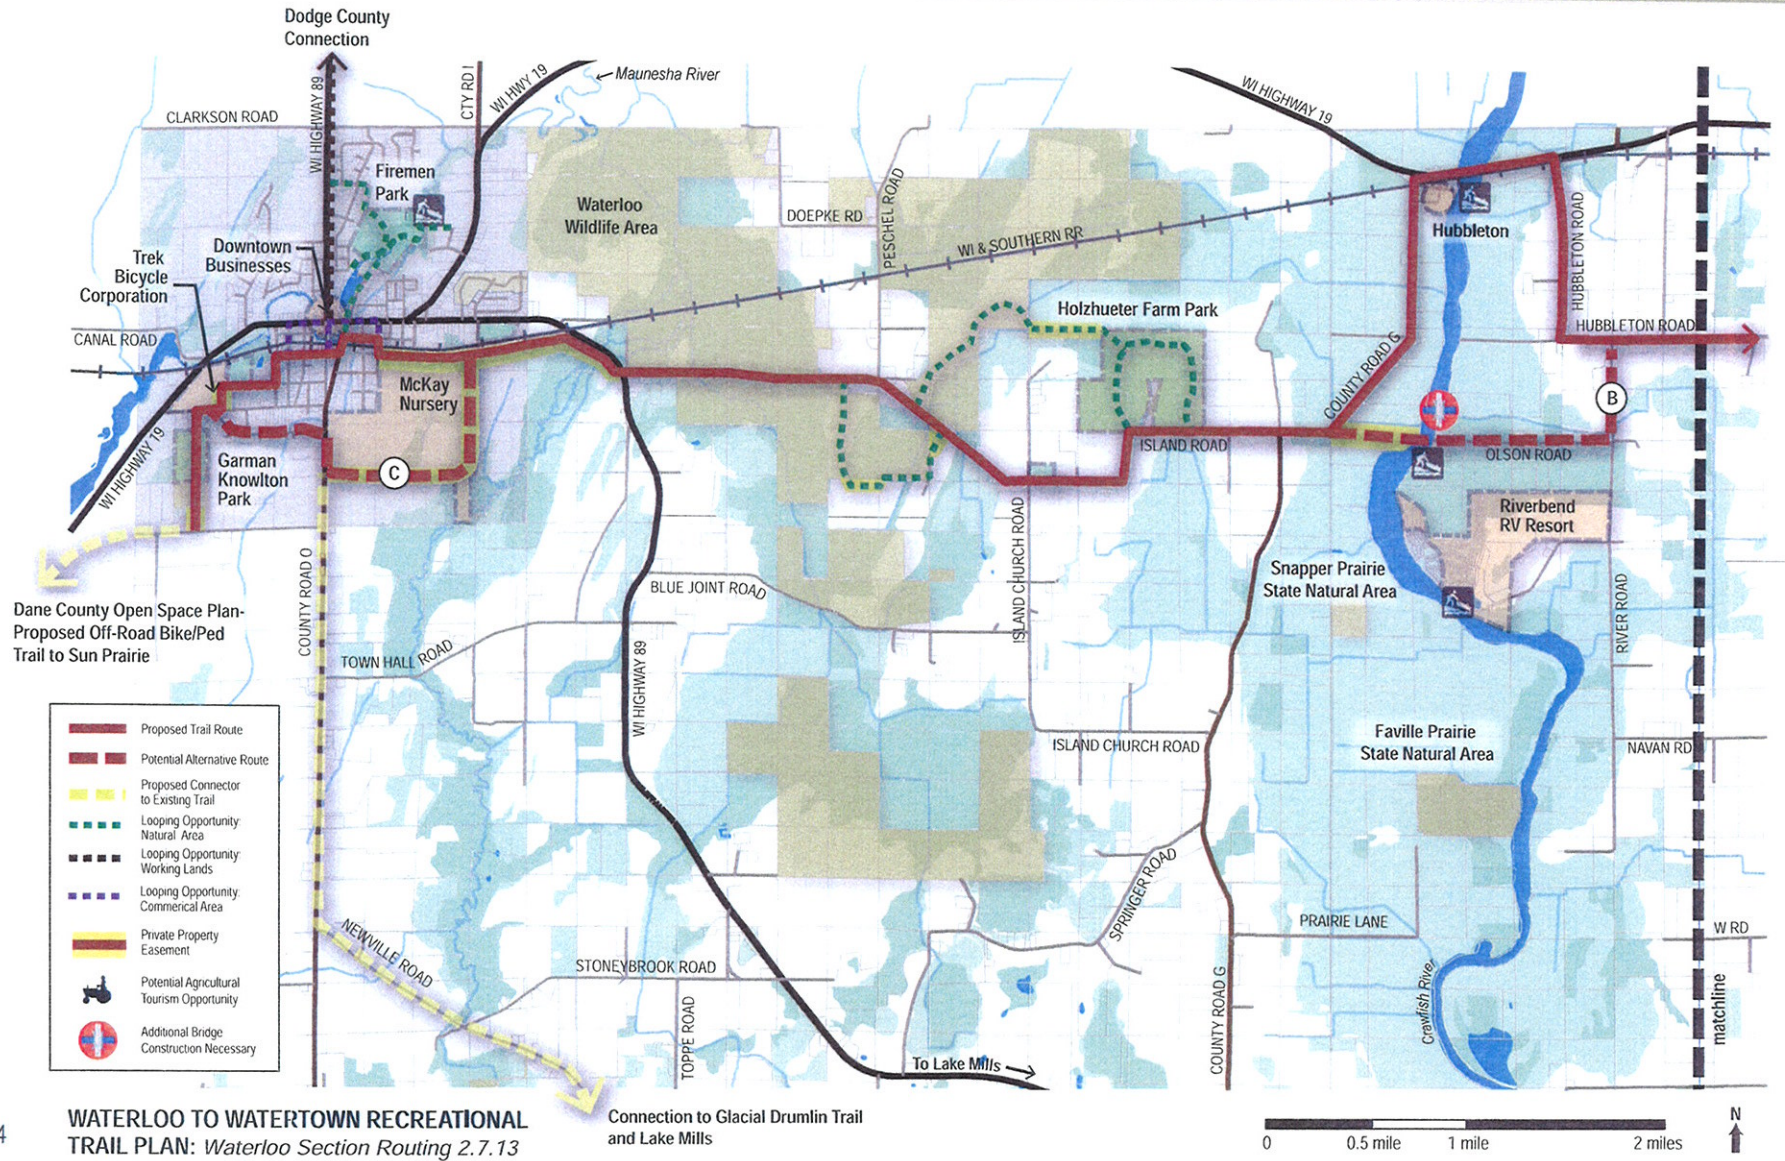 Dodge County
Connection
WI HIGHWAY 89
CTY RD I
WI HWY 19
Maunesha River
WI HIGHWAY 19
CLARKSON ROAD
Firemen
Park
Waterloo
Wildlife Area
DOEPKE RD
PESCHEL ROAD
WI & SOUTHERN RR
Hubbleton
HUBBLETON ROAD
HUBBLETON ROAD
Downtown
Businesses
Trek
Bicycle
Corporation
CANAL ROAD
Holzhueter Farm Park
McKay
Nursery
COUNTY ROAD G
B
ISLAND ROAD
OLSON ROAD
WI HIGHWAY 19
Garman
Knowlton
Park
C
Riverbend
RV Resort
COUNTY ROAD O
ISLAND CHURCH ROAD
BLUE JOINT ROAD
Snapper Prairie
State Natural Area
RIVER ROAD
Dane County Open Space Plan-
Proposed Off-Road Bike/Ped
Trail to Sun Prairie
TOWN HALL ROAD
WI HIGHWAY 89
ISLAND CHURCH ROAD
Faville Prairie
State Natural Area
NAVAN RD
Proposed Trail Route
Potential Alternative Route
Proposed Connector
to Existing Trail
Looping Opportunity:
Natural Area
Looping Opportunity:
Working Lands
Looping Opportunity:
Commerical Area
Private Property
Easement
Potential Agricultural
Tourism Opportunity
Additional Bridge
Construction Necessary
SPRINGER ROAD
PRAIRIE LANE
W RD
NEWVILLE ROAD
STONEYBROOK ROAD
TOPPE ROAD
COUNTY ROAD G
Crawfish River
matchline
To Lake Mills
Connection to Glacial Drumlin Trail
and Lake Mills
4
WATERLOO TO WATERTOWN RECREATIONAL
TRAIL PLAN: Waterloo Section Routing 2.7.13
0 0.5 mile 1 mile 2 miles
N